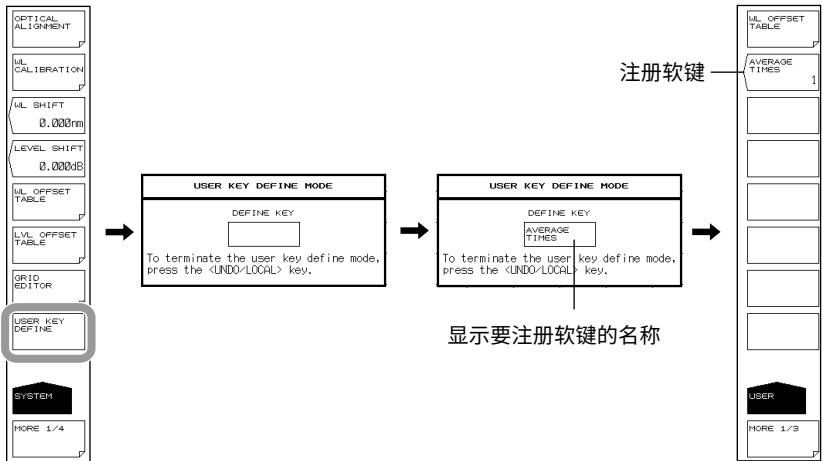 OPTICAL
ALIGNMENT
WL
CALIBRATION
WL SHIFT
0.000nm
LEVEL SHIFT
0.000dB
WL OFFSET
TABLE
LVL OFFSET
TABLE
GRID
EDITOR
USER KEY
DEFINE
SYSTEM
MORE 1/4
USER KEY DEFINE MODE
DEFINE KEY
To terminate the user key define mode,
press the <UNDO/LOCAL> key.
USER KEY DEFINE MODE
DEFINE KEY
AVERAGE
TIMES
To terminate the user key define mode,
press the <UNDO/LOCAL> key.
显示要注册软键的名称
注册软键
WL OFFSET
TABLE
AVERAGE
TIMES
1
USER
MORE 1/3